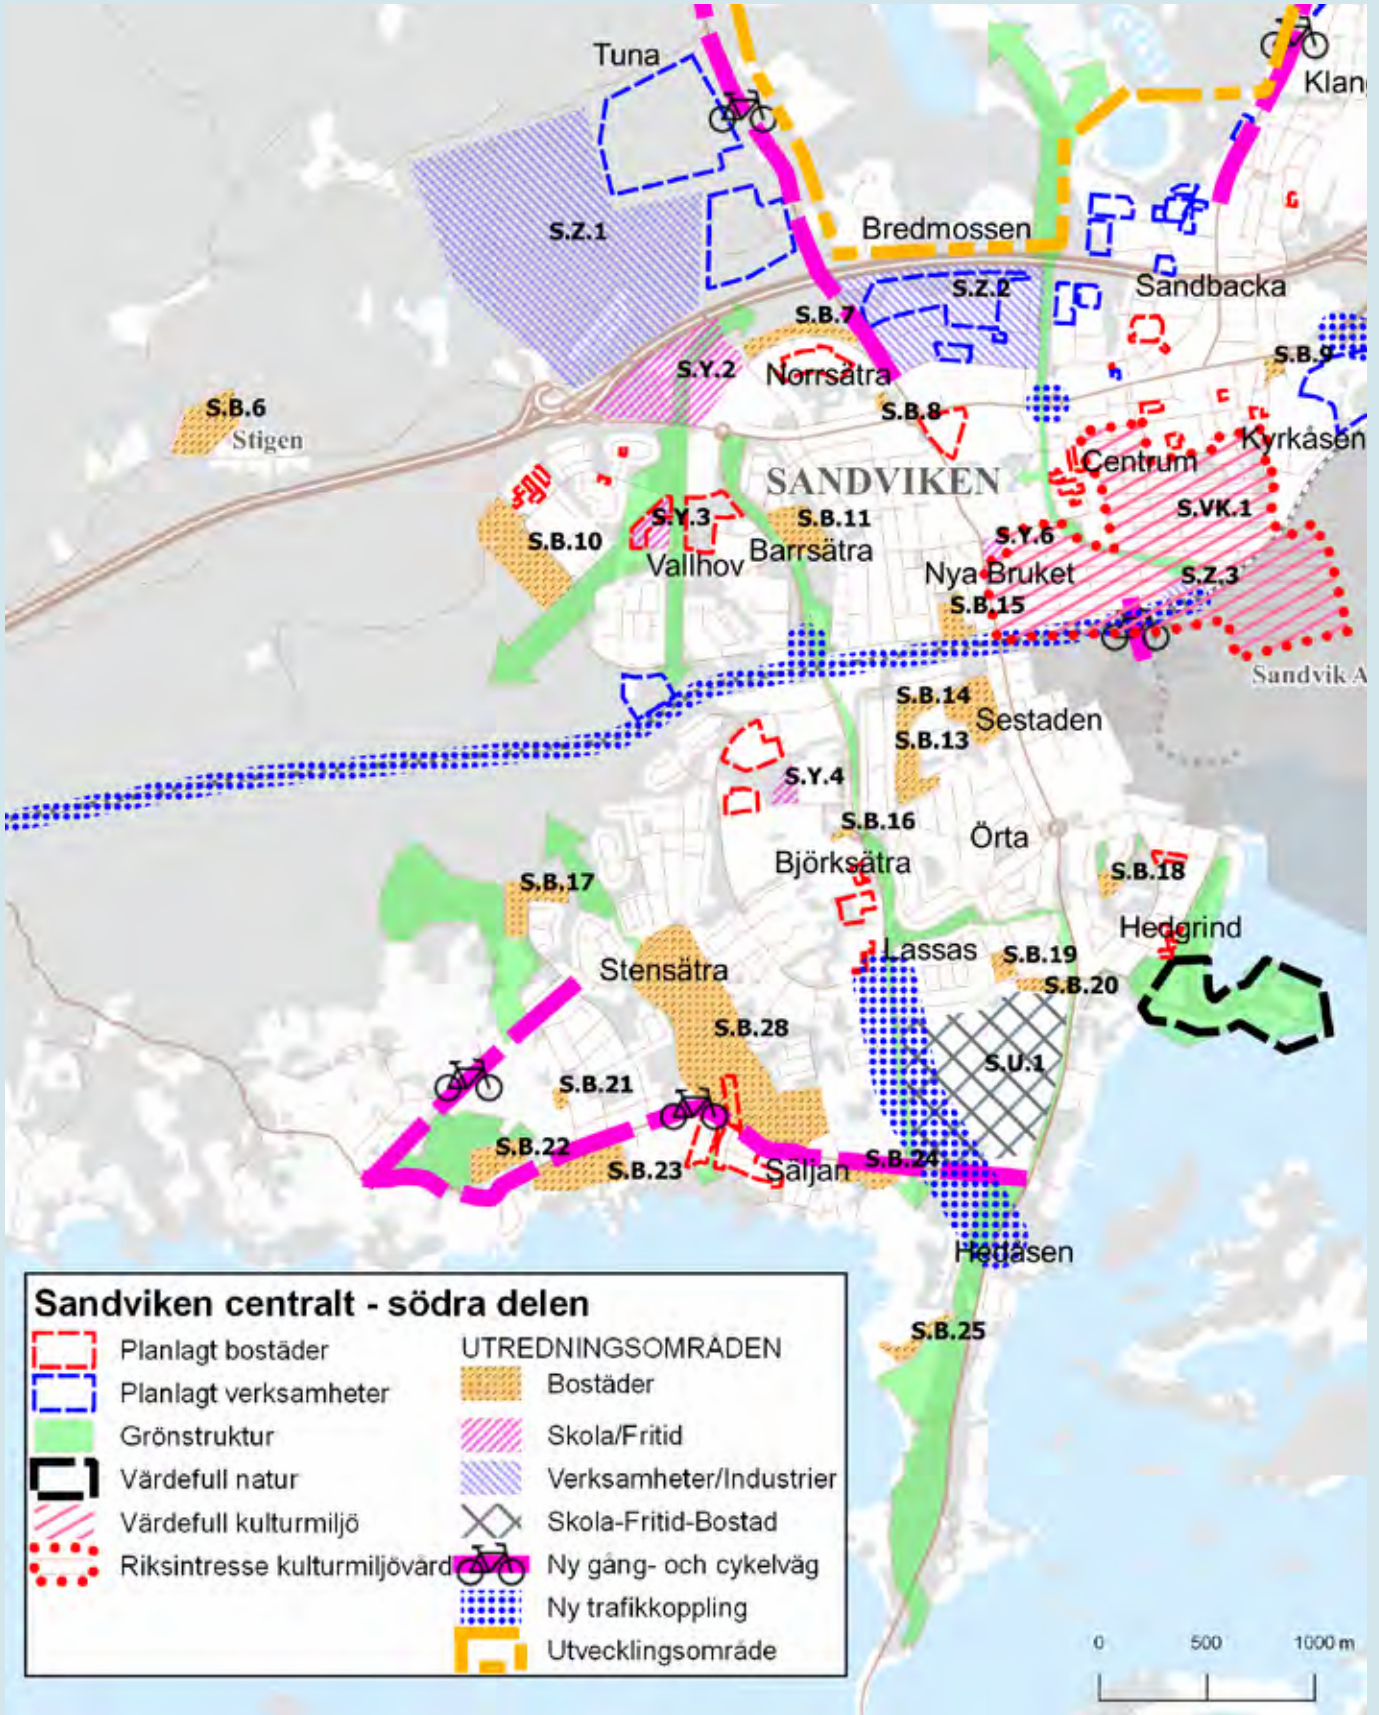 Tuna
Klan
S.Z.1
Bredmossen
S.Z.2
Sandbacka
S.B.7
S.B.9
S.Y.2
Norrsätra
S.B.6
S.B.8
Stigen
Kyrkåsen
Centrum
SANDVIKEN
S.VK.1
S.Y.3
S.B.11
S.Y.6
S.B.10
Barrsätra
Vallhov
Nya Bruket
S.Z.3
S.B.15
Sandvik A
S.B.14
Sestaden
S.B.13
S.Y.4
S.B.16
Örta
Björksätra
S.B.18
S.B.17
Hedgrind
Lassas
S.B.19
Stensätra
S.B.20
S.B.28
S.U.1
S.B.21
S.B.22
S.B.23
Säljan
S.B.24
Hedåsen
S.B.25
Sandviken centralt - södra delen
Planlagt bostäder
Planlagt verksamheter
Grönstruktur
Värdefull natur
Värdefull kulturmiljö
Riksintresse kulturmiljövård
UTREDNINGSOMRÅDEN
Bostäder
Skola/Fritid
Verksamheter/Industrier
Skola-Fritid-Bostad
Ny gång- och cykelväg
Ny trafikkoppling
Utvecklingsområde
0 500 1000 m